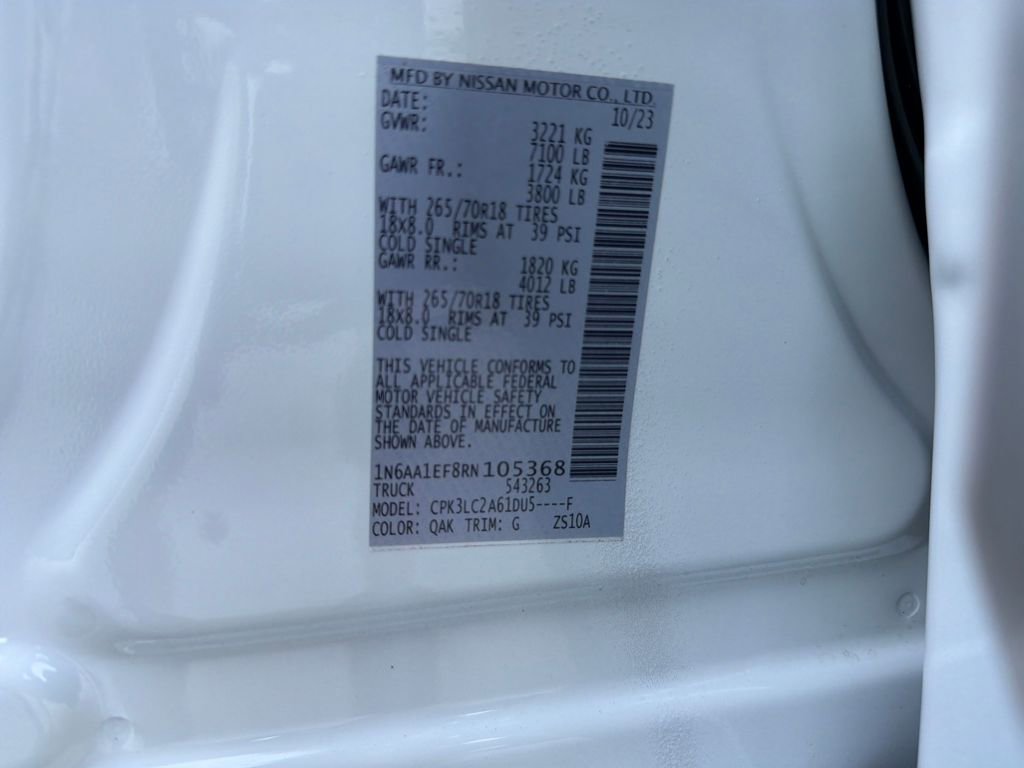 MFD BY NISSAN MOTOR CO., LTD.
DATE: 10/23
GVWR: 3221 KG
7100 LB
GAWR FR.: 1724 KG
3800 LB
WITH 265/70R18 TIRES
18X8.0 RIMS AT 39 PSI
COLD SINGLE
GAWR RR.: 1820 KG
4012 LB
WITH 265/70R18 TIRES
18X8.0 RIMS AT 39 PSI
COLD SINGLE
THIS VEHICLE CONFORMS TO
ALL APPLICABLE FEDERAL
MOTOR VEHICLE SAFETY
STANDARDS IN EFFECT ON
THE DATE OF MANUFACTURE
SHOWN ABOVE.
1N6AA1EF8RN105368
TRUCK 543263
MODEL: CPK3LC2A61DU5----F
COLOR: QAK TRIM: G ZS10A